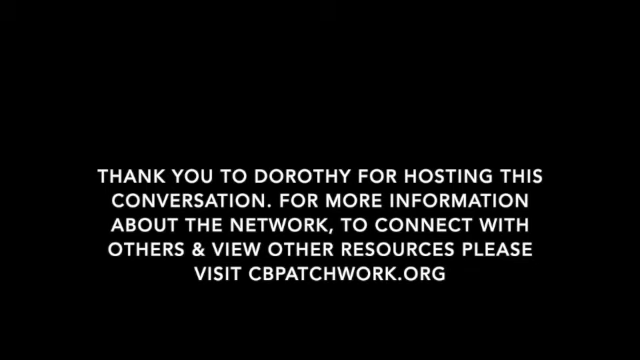 THANK YOU TO DOROTHY FOR HOSTING THIS
CONVERSATION. FOR MORE INFORMATION
ABOUT THE NETWORK, TO CONNECT WITH
OTHERS & VIEW OTHER RESOURCES PLEASE
VISIT CBPATCHWORK.ORG